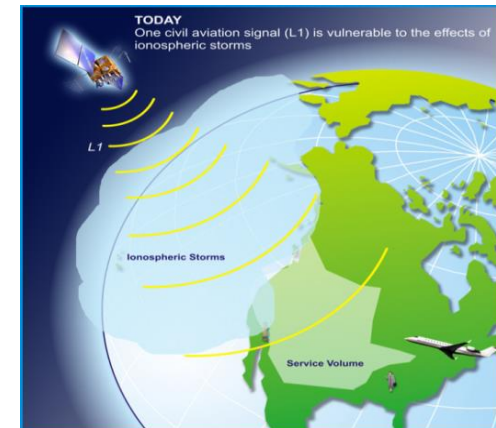 TODAY
One civil aviation signal (L1) is vulnerable to the effects of
ionospheric storms
L1
Ionospheric Storms
Service Volume